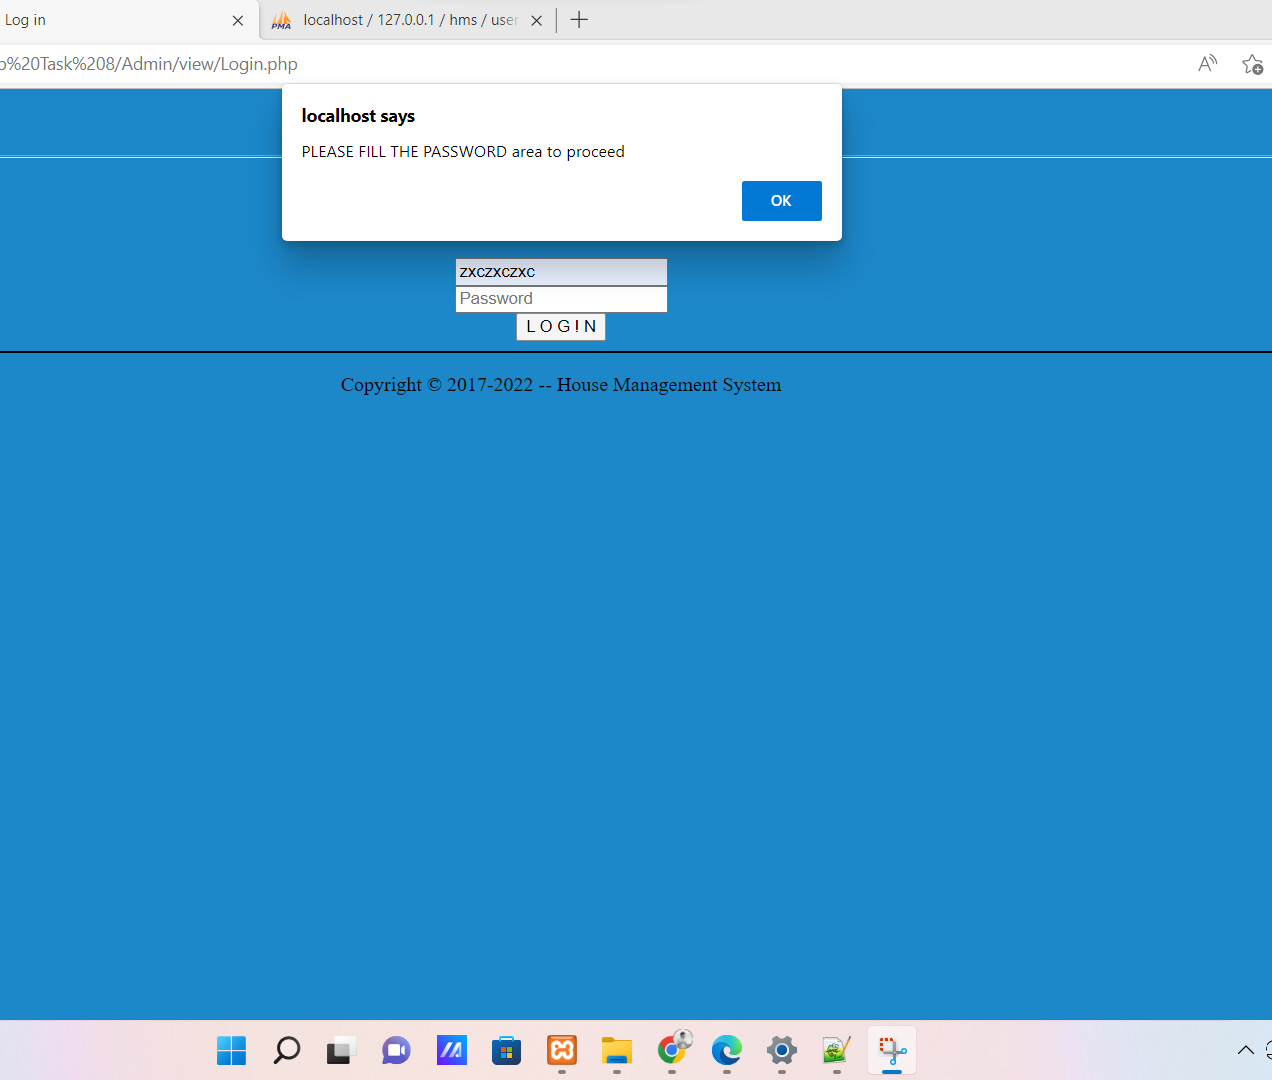 Log in
PMA
localhost / 127.0.0.1 / hms / user
%20Task%208/Admin/view/Login.php
localhost says
PLEASE FILL THE PASSWORD area to proceed
OK
zxczxczxc
Password
L O G ! N
Copyright © 2017-2022 -- House Management System